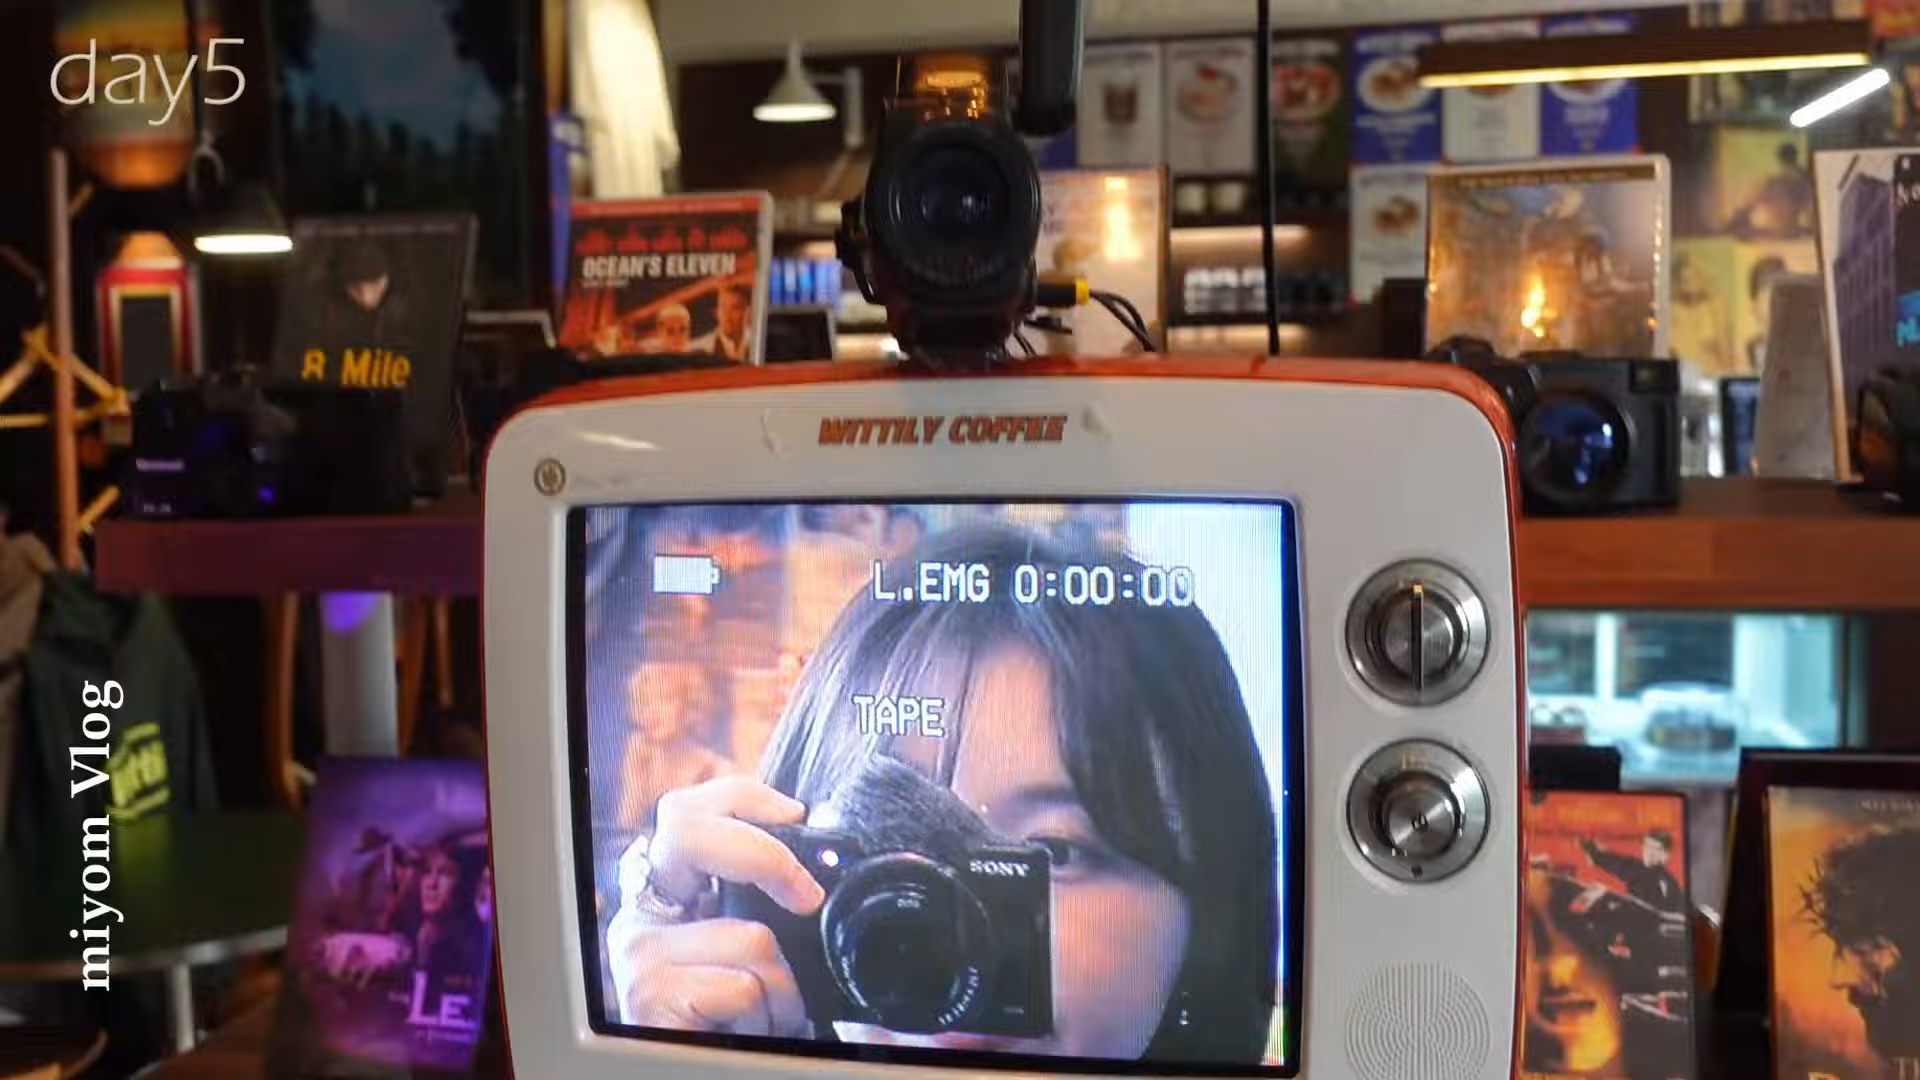 day5
OCEAN'S ELEVEN
8 Mile
WITTILY COFFEE
L.EMG 0:00:00
TAPE
SONY
miyom Vlog